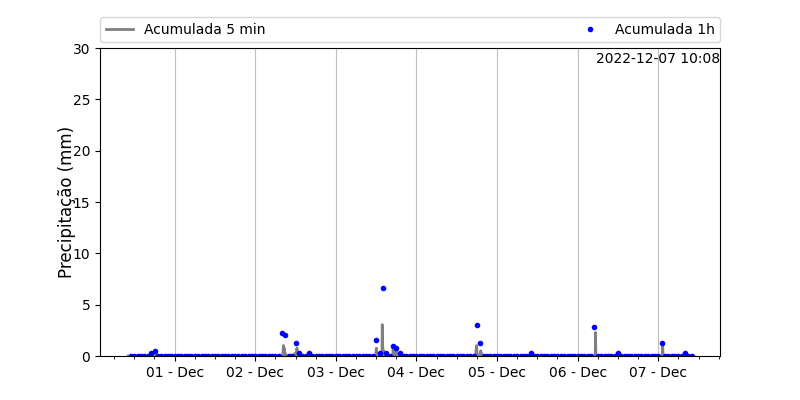 Acumulada 5 min
Acumulada 1h
2022-12-07 10:08
Precipitação (mm)
30
25
20
15
10
5
0
01 - Dec
02 - Dec
03 - Dec
04 - Dec
05 - Dec
06 - Dec
07 - Dec